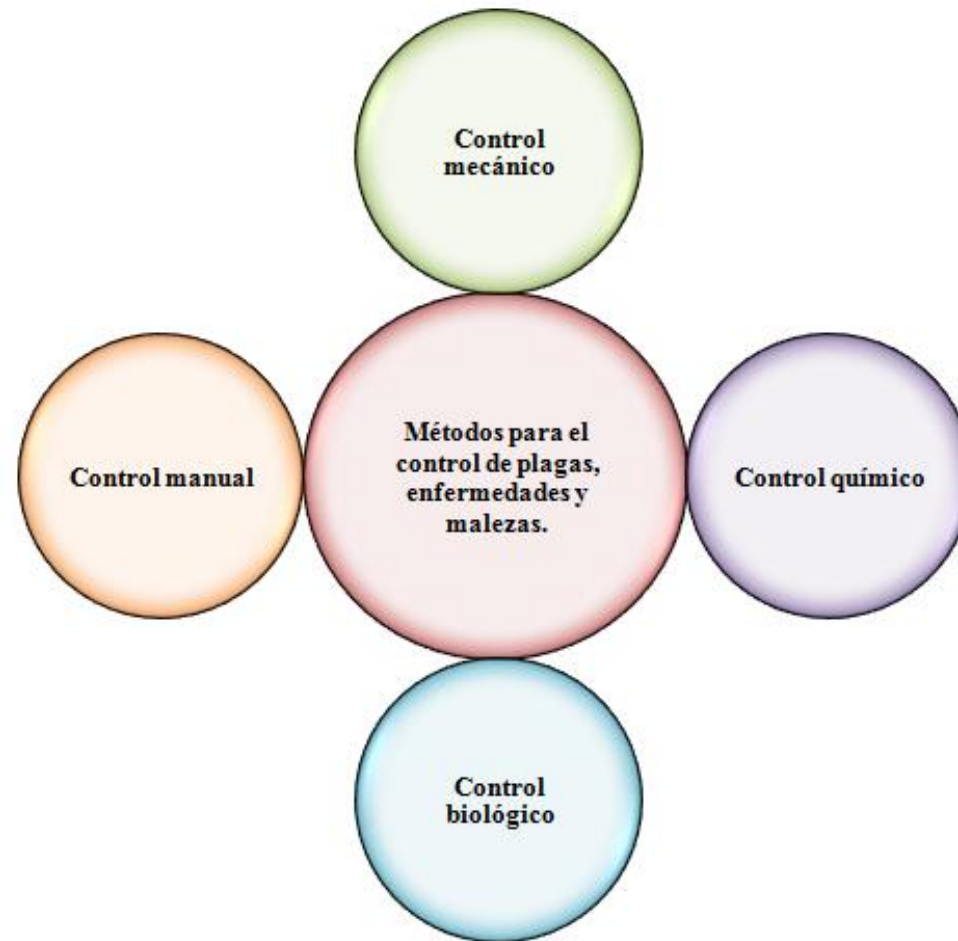 Control
mecánico
Control manual
Métodos para el
control de plagas,
enfermedades y
malezas.
Control químico
Control
biológico